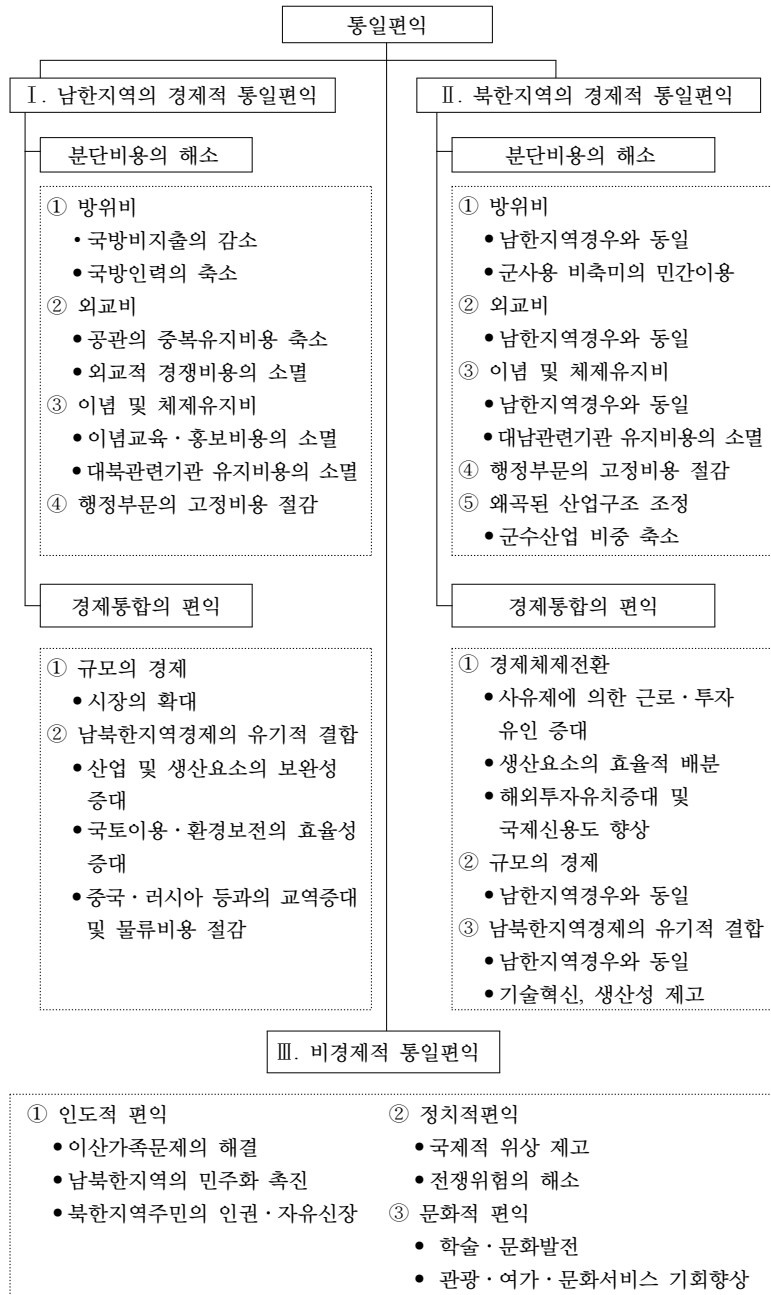 통일편익
Ⅰ. 남한지역의 경제적 통일편익
분단비용의 해소
① 방위비
• 국방비지출의 감소
• 국방인력의 축소
② 외교비
• 공관의 중복유지비용 축소
• 외교적 경쟁비용의 소멸
③ 이념 및 체제유지비
• 이념교육 · 홍보비용의 소멸
• 대북관련기관 유지비용의 소멸
④ 행정부문의 고정비용 절감
경제통합의 편익
① 규모의 경제
• 시장의 확대
② 남북한지역경제의 유기적 결합
• 산업 및 생산요소의 보완성
증대
• 국토이용 · 환경보전의 효율성
증대
• 중국 · 러시아 등과의 교역증대
및 물류비용 절감
Ⅱ. 북한지역의 경제적 통일편익
분단비용의 해소
① 방위비
• 남한지역경우와 동일
• 군사용 비축미의 민간이용
② 외교비
• 남한지역경우와 동일
③ 이념 및 체제유지비
• 남한지역경우와 동일
• 대남관련기관 유지비용의 소멸
④ 행정부문의 고정비용 절감
⑤ 왜곡된 산업구조 조정
• 군수산업 비중 축소
경제통합의 편익
① 경제체제전환
• 사유제에 의한 근로 · 투자
유인 증대
• 생산요소의 효율적 배분
• 해외투자유치증대 및
국제신용도 향상
② 규모의 경제
• 남한지역경우와 동일
③ 남북한지역경제의 유기적 결합
• 남한지역경우와 동일
• 기술혁신, 생산성 제고
Ⅲ. 비경제적 통일편익
① 인도적 편익
• 이산가족문제의 해결
• 남북한지역의 민주화 촉진
• 북한지역주민의 인권 · 자유신장
② 정치적편익
• 국제적 위상 제고
• 전쟁위험의 해소
③ 문화적 편익
• 학술 · 문화발전
• 관광 · 여가 · 문화서비스 기회향상